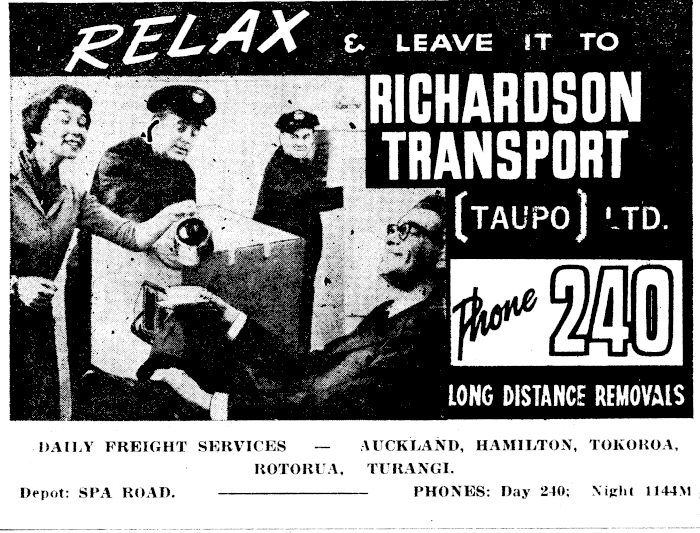 RELAX & LEAVE IT TO
RICHARDSON
TRANSPORT
[TAUPO] LTD.
Phone 240
LONG DISTANCE REMOVALS
DAILY FREIGHT SERVICES — AUCKLAND, HAMILTON, TOKOROA,
ROTORUA, TURANGI.
Depot: SPA ROAD. ——— PHONES: Day 240; Night 1144M